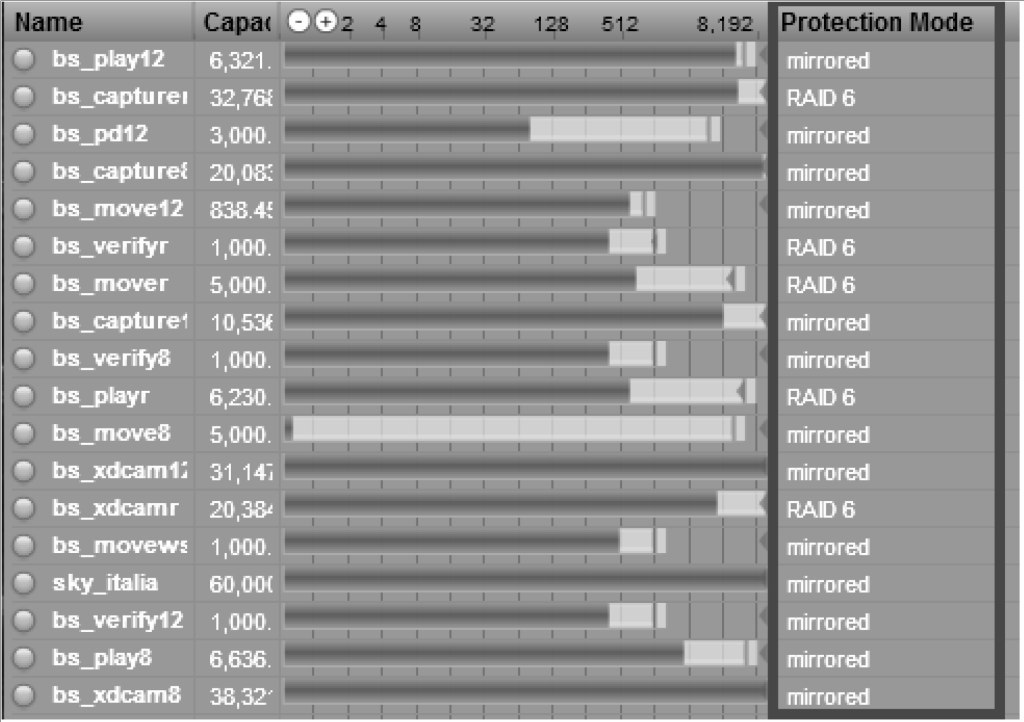 Name Capac 2 4 8 32 128 512 8,192 Protection Mode
bs_play12 6,321. mirrored
bs_capturer 32,768 RAID 6
bs_pd12 3,000. mirrored
bs_capture8 20,083 mirrored
bs_move12 838.45 mirrored
bs_verifyr 1,000. RAID 6
bs_mover 5,000. RAID 6
bs_capture1 10,536 mirrored
bs_verify8 1,000. mirrored
bs_playr 6,230. RAID 6
bs_move8 5,000. mirrored
bs_xdcam12 31,147 mirrored
bs_xdcamr 20,384 RAID 6
bs_movews 1,000. mirrored
sky_italia 60,000 mirrored
bs_verify12 1,000. mirrored
bs_play8 6,636. mirrored
bs_xdcam8 38,321 mirrored